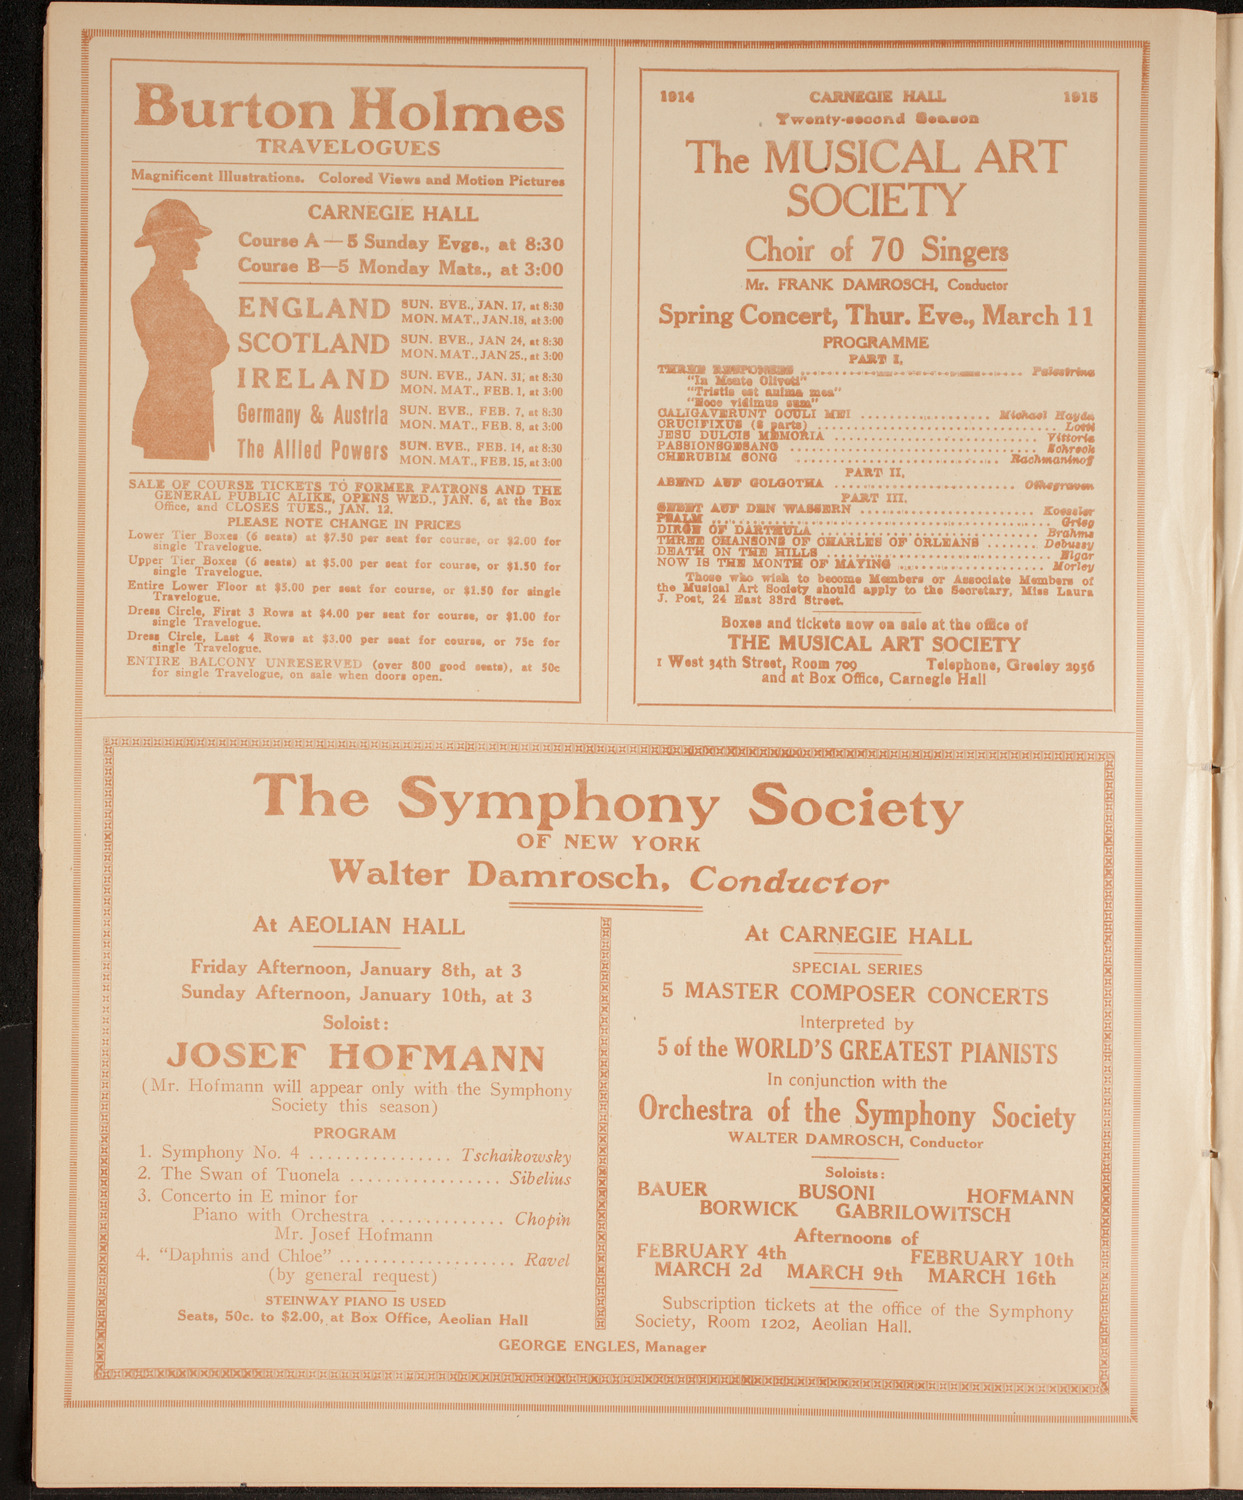 Burton Holmes
TRAVELOGUES
Magnificent Illustrations. Colored Views and Motion Pictures
CARNEGIE HALL
Course A — 5 Sunday Evgs., at 8:30
Course B—5 Monday Mats., at 3:00
ENGLAND SUN. EVE., JAN. 17, at 8:30
MON. MAT., JAN. 18, at 3:00
SCOTLAND SUN. EVE., JAN 24, at 8:30
MON. MAT., JAN 25., at 3:00
IRELAND SUN. EVE., JAN. 31, at 8:30
MON. MAT., FEB. 1, at 3:00
Germany & Austria SUN. EVE., FEB. 7, at 8:30
MON. MAT., FEB. 8, at 3:00
The Allied Powers SUN. EVE., FEB. 14, at 8:30
MON. MAT., FEB. 15, at 3:00
SALE OF COURSE TICKETS TO FORMER PATRONS AND THE
GENERAL PUBLIC ALIKE, OPENS WED., JAN. 6, at the Box
Office, and CLOSES TUES., JAN. 12.
PLEASE NOTE CHANGE IN PRICES
Lower Tier Boxes (6 seats) at $7.50 per seat for course, or $2.00 for
single Travelogue.
Upper Tier Boxes (6 seats) at $5.00 per seat for course, or $1.50 for
single Travelogue.
Entire Lower Floor at $5.00 per seat for course, or $1.50 for single
Travelogue.
Dress Circle, First 3 Rows at $4.00 per seat for course, or $1.00 for
single Travelogue.
Dress Circle, Last 4 Rows at $3.00 per seat for course, or 75c for
single Travelogue.
ENTIRE BALCONY UNRESERVED (over 800 good seats), at 50c
for single Travelogue, on sale when doors open.
1914 CARNEGIE HALL 1915
Twenty-second Season
The MUSICAL ART
SOCIETY
Choir of 70 Singers
Mr. FRANK DAMROSCH, Conductor
Spring Concert, Thur. Eve., March 11
PROGRAMME
PART I.
THREE RESPONSES .......... Palestrina
"In Monte Oliveti"
"Tristis est anima mea"
"Ecce vidimus eum"
CALIGAVERUNT OCULI MEI .......... Michael Haydn
CRUCIFIXUS (8 parts) .......... Lotti
JESU DULCIS MEMORIA .......... Vittoria
PASSIONSGESANG .......... Schreck
CHERUBIM SONG .......... Rachmaninoff
PART II,
ABEND AUF GOLGOTHA .......... Othegraven
PART III.
SEEBT AUF DEN WASSERN .......... Koessler
PSALM .......... Grieg
DIRGE OF DARTHULA .......... Brahms
THREE CHANSONS OF CHARLES OF ORLEANS ....... Debussy
DEATH ON THE HILLS .......... Elgar
NOW IS THE MONTH OF MAYING .......... Morley
Those who wish to become Members or Associate Members of
the Musical Art Society should apply to the Secretary, Miss Laura
J. Post, 24 East 33rd Street.
Boxes and tickets now on sale at the office of
THE MUSICAL ART SOCIETY
1 West 34th Street, Room 709 Telephone, Greeley 2956
and at Box Office, Carnegie Hall
The Symphony Society
OF NEW YORK
Walter Damrosch, Conductor
At AEOLIAN HALL
Friday Afternoon, January 8th, at 3
Sunday Afternoon, January 10th, at 3
Soloist:
JOSEF HOFMANN
(Mr. Hofmann will appear only with the Symphony
Society this season)
PROGRAM
1. Symphony No. 4 ................ Tschaikowsky
2. The Swan of Tuonela ................. Sibelius
3. Concerto in E minor for
Piano with Orchestra .............. Chopin
Mr. Josef Hofmann
4. "Daphnis and Chloe" .................... Ravel
(by general request)
STEINWAY PIANO IS USED
Seats, 50c. to $2.00, at Box Office, Aeolian Hall
At CARNEGIE HALL
SPECIAL SERIES
5 MASTER COMPOSER CONCERTS
Interpreted by
5 of the WORLD'S GREATEST PIANISTS
In conjunction with the
Orchestra of the Symphony Society
WALTER DAMROSCH, Conductor
Soloists:
BAUER BUSONI HOFMANN
BORWICK GABRILOWITSCH
Afternoons of
FEBRUARY 4th FEBRUARY 10th
MARCH 2d MARCH 9th MARCH 16th
Subscription tickets at the office of the Symphony
Society, Room 1202, Aeolian Hall.
GEORGE ENGLES, Manager